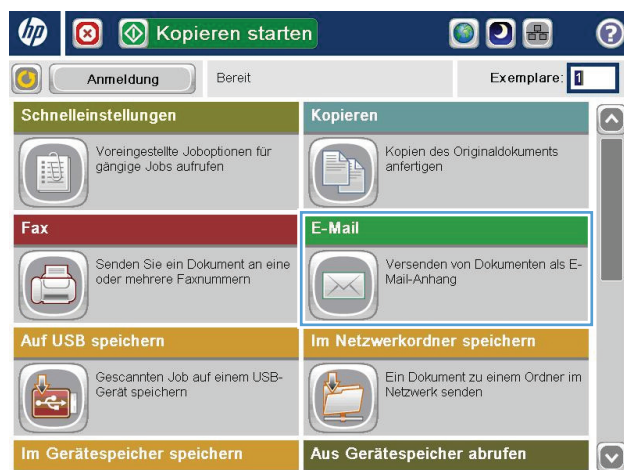 hp
Kopieren starten
?
Anmeldung
Bereit
Exemplare: 1
Schnelleinstellungen
Voreingestellte Joboptionen für
gängige Jobs aufrufen
Kopieren
Kopien des Originaldokuments
anfertigen
Fax
Senden Sie ein Dokument an eine
oder mehrere Faxnummern
E-Mail
Versenden von Dokumenten als E-
Mail-Anhang
Auf USB speichern
Gescannten Job auf einem USB-
Gerät speichern
Im Netzwerkordner speichern
Ein Dokument zu einem Ordner im
Netzwerk senden
Im Gerätespeicher speichern
Aus Gerätespeicher abrufen